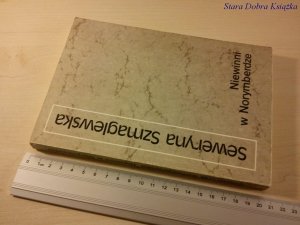 Stara Dobra Książka
Seweryna Szmaglewska
Niewinni
w Norymberdze